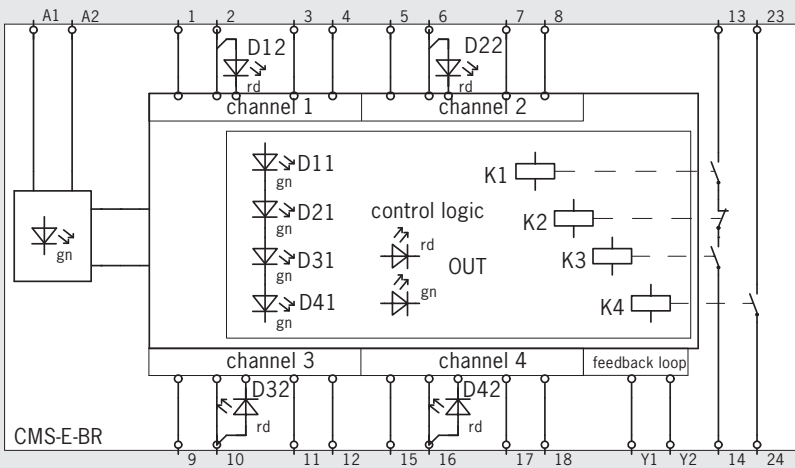 A1 A2 1 2 3 4 5 6 7 8 13 23
D12 D22
rd rd
channel 1 channel 2
D11 K1
gn
D21 control logic K2
gn gn
rd
D31 OUT K3
gn
gn
D41 K4
gn
channel 3 channel 4 feedback loop
D32 D42
rd rd
CMS-E-BR
9 10 11 12 15 16 17 18 Y1 Y2 14 24